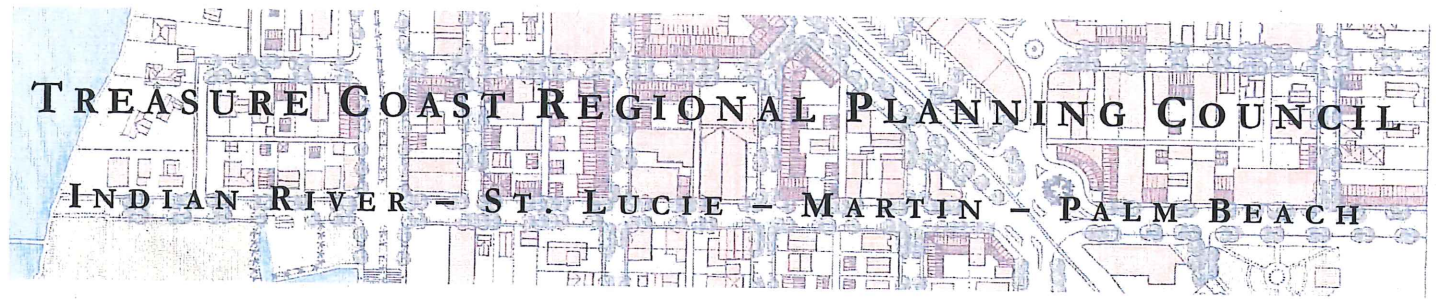 TREASURE COAST REGIONAL PLANNING COUNCIL
INDIAN RIVER – ST. LUCIE – MARTIN – PALM BEACH